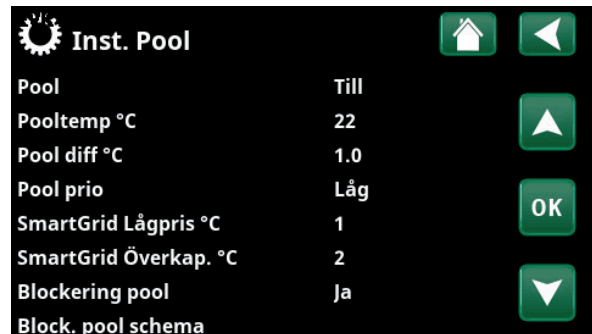 Inst. Pool
Pool Till
Pooltemp °C 22
Pool diff °C 1.0
Pool prio Låg
SmartGrid Lågpris °C 1
OK
SmartGrid Överkap. °C 2
Blockering pool Ja
Block. pool schema